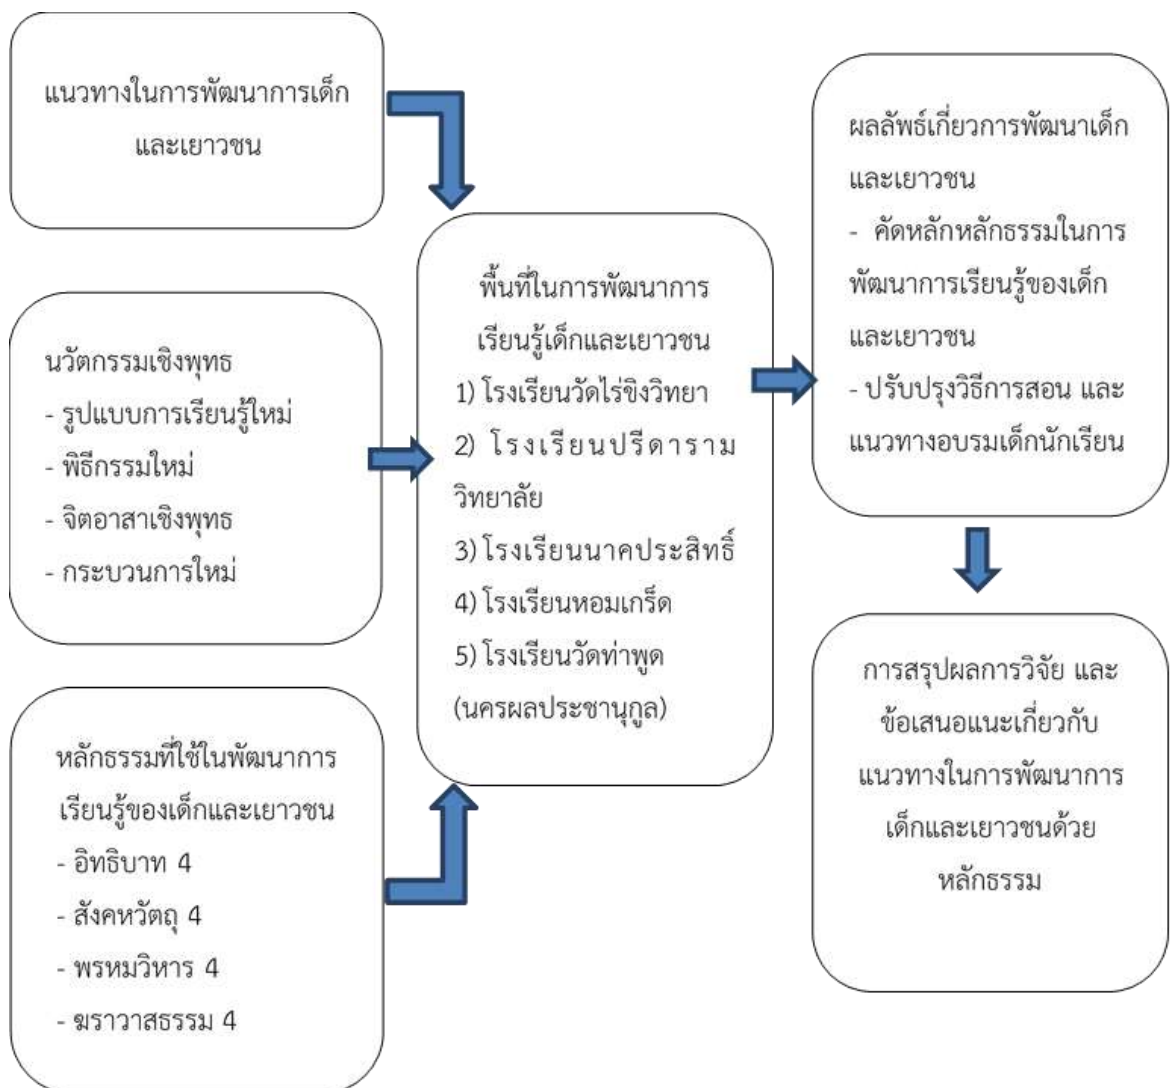 แนวทางในการพัฒนาการเด็ก
และเยาวชน
นวัตกรรมเชิงพุทธ
- รูปแบบการเรียนรู้ใหม่
- พิธีกรรมใหม่
- จิตอาสาเชิงพุทธ
- กระบวนการใหม่
หลักธรรมที่ใช้ในพัฒนาการ
เรียนรู้ของเด็กและเยาวชน
- อิทธิบาท 4
- สังคหวัตถุ 4
- พรหมวิหาร 4
- ฆราวาสธรรม 4
พื้นที่ในการพัฒนาการ
เรียนรู้เด็กและเยาวชน
1) โรงเรียนวัดไร่ขิงวิทยา
2) โรงเรียนปรีดาราม
วิทยาลัย
3) โรงเรียนนาคประสิทธิ์
4) โรงเรียนหอมเกร็ด
5) โรงเรียนวัดท่าพูด
(นครผลประชานุกูล)
ผลลัพธ์เกี่ยวการพัฒนาเด็ก
และเยาวชน
- คัดหลักหลักธรรมในการ
พัฒนาการเรียนรู้ของเด็ก
และเยาวชน
- ปรับปรุงวิธีการสอน และ
แนวทางอบรมเด็กนักเรียน
การสรุปผลการวิจัย และ
ข้อเสนอแนะเกี่ยวกับ
แนวทางในการพัฒนาการ
เด็กและเยาวชนด้วย
หลักธรรม